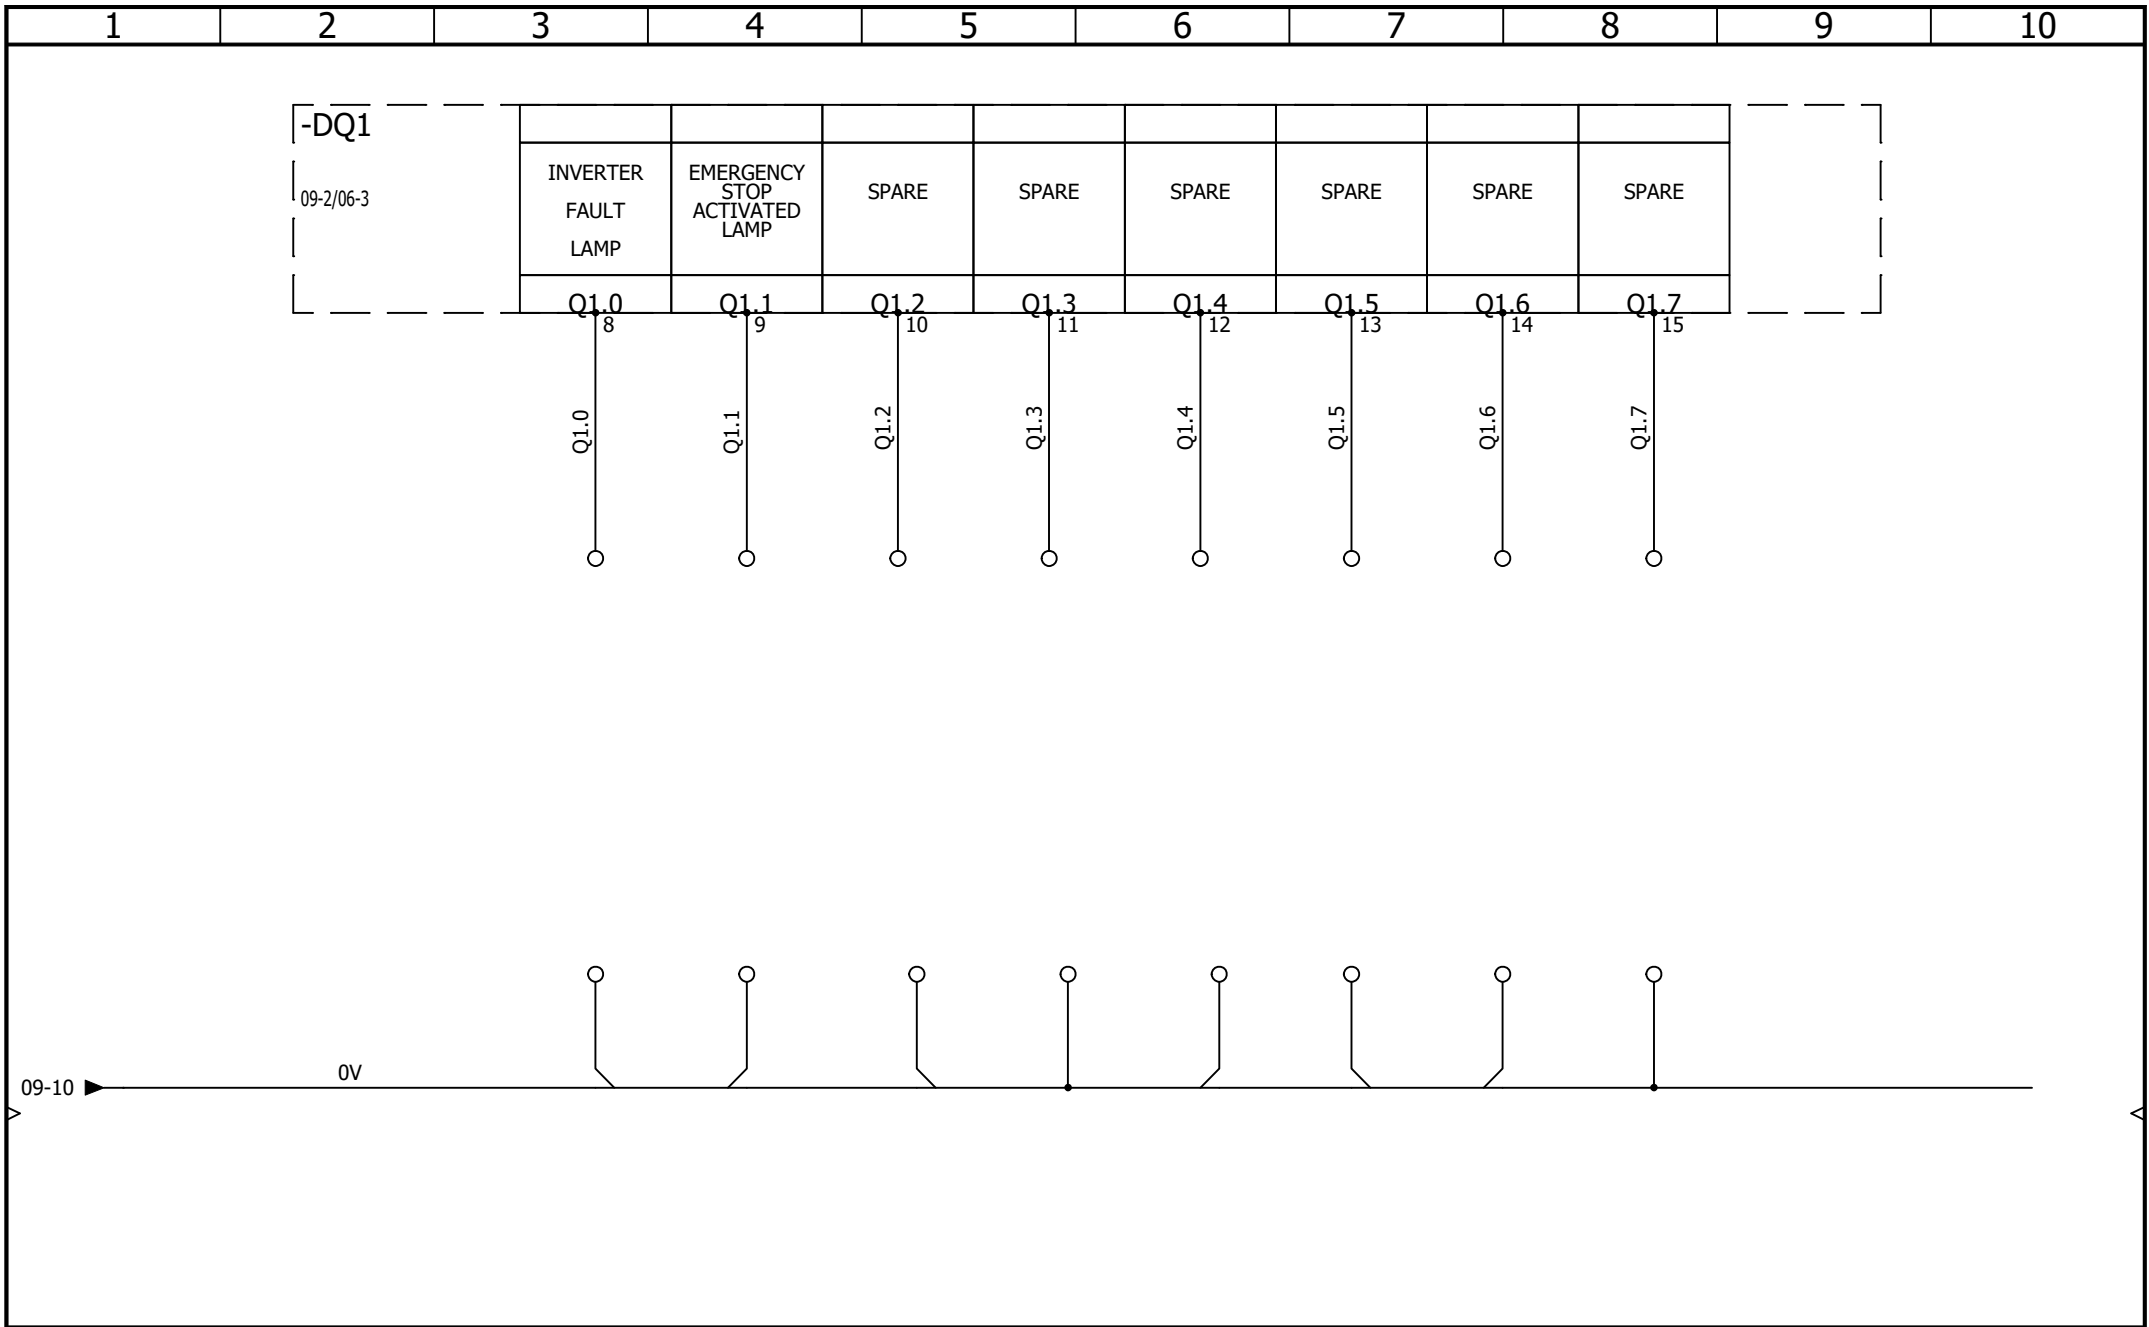 1 2 3 4 5 6 7 8 9 10
-DQ1
09-2/06-3
INVERTER
FAULT
LAMP
EMERGENCY
STOP
ACTIVATED
LAMP
SPARE
SPARE
SPARE
SPARE
SPARE
SPARE
Q1.0 Q1.1 Q1.2 Q1.3 Q1.4 Q1.5 Q1.6 Q1.7
8 9 10 11 12 13 14 15
Q1.0
Q1.1
Q1.2
Q1.3
Q1.4
Q1.5
Q1.6
Q1.7
0V
09-10